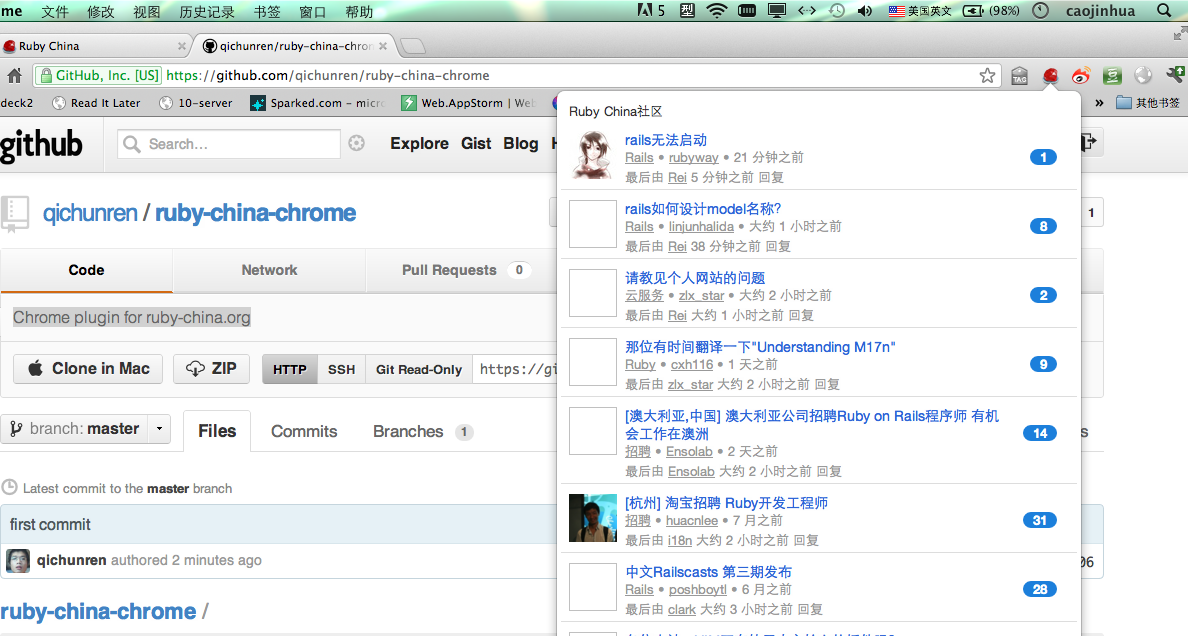 me 文件 修改 视图 历史记录 书签 窗口 帮助 5 型 美国英文 (98%) caojinhua
Ruby China
qichunren/ruby-china-chron
GitHub, Inc. [US] https://github.com/qichunren/ruby-china-chrome
TAG 豆
deck2 Read It Later 10-server Sparked.com – micro Web.AppStorm | We » 其他书签
github Search... Explore Gist Blog
qichunren / ruby-china-chrome 1
Code Network Pull Requests 0
Chrome plugin for ruby-china.org
Clone in Mac ZIP HTTP SSH Git Read-Only https://gi
branch: master Files Commits Branches 1 s
Latest commit to the master branch
first commit
qichunren authored 2 minutes ago 06
ruby-china-chrome /
Ruby China社区
rails无法启动
Rails • rubyway • 21 分钟之前
最后由 Rei 5 分钟之前 回复
1
rails如何设计model名称?
Rails • linjunhalida • 大约 1 小时之前
最后由 Rei 38 分钟之前 回复
8
请教见个人网站的问题
云服务 • zlx_star • 大约 2 小时之前
最后由 Rei 大约 1 小时之前 回复
2
那位有时间翻译一下"Understanding M17n"
Ruby • cxh116 • 1 天之前
最后由 zlx_star 大约 2 小时之前 回复
9
[澳大利亚,中国] 澳大利亚公司招聘Ruby on Rails程序师 有机
会工作在澳洲
招聘 • Ensolab • 2 天之前
最后由 Ensolab 大约 2 小时之前 回复
14
[杭州] 淘宝招聘 Ruby开发工程师
招聘 • huacnlee • 7 月之前
最后由 i18n 大约 2 小时之前 回复
31
中文Railscasts 第三期发布
Rails • poshboytl • 6 月之前
最后由 clark 大约 3 小时之前 回复
28